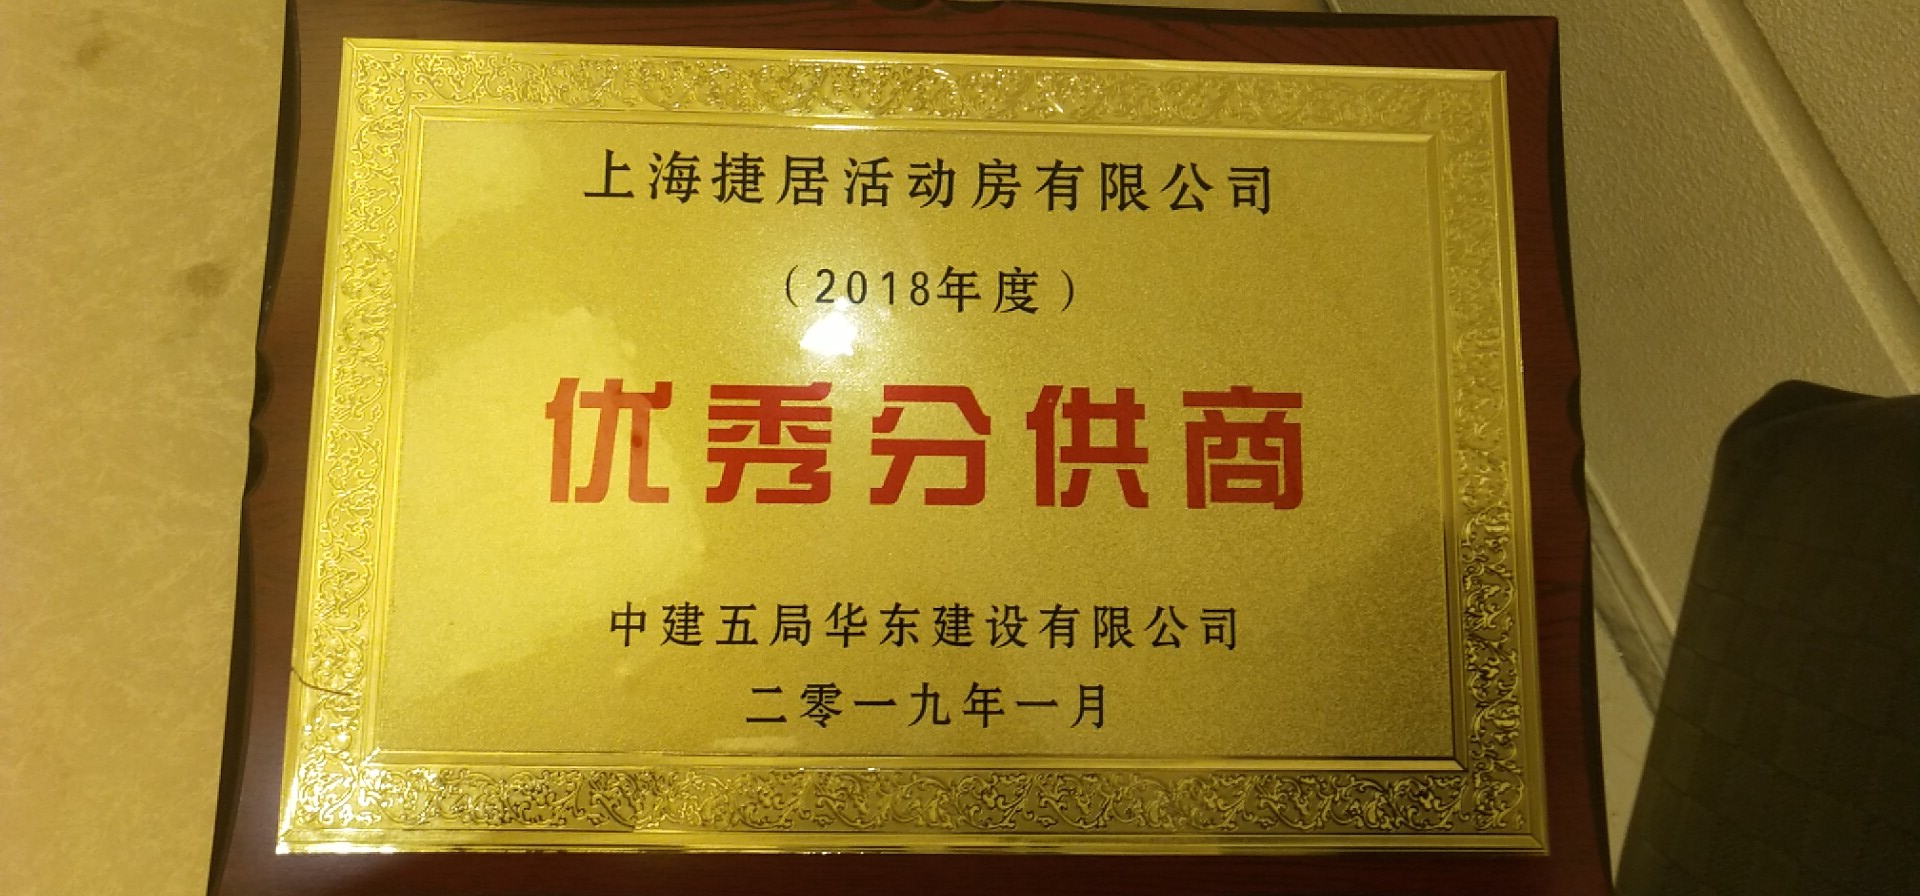 上海捷居活动房有限公司
（2018年度）
优秀分供商
中建五局华东建设有限公司
二零一九年一月